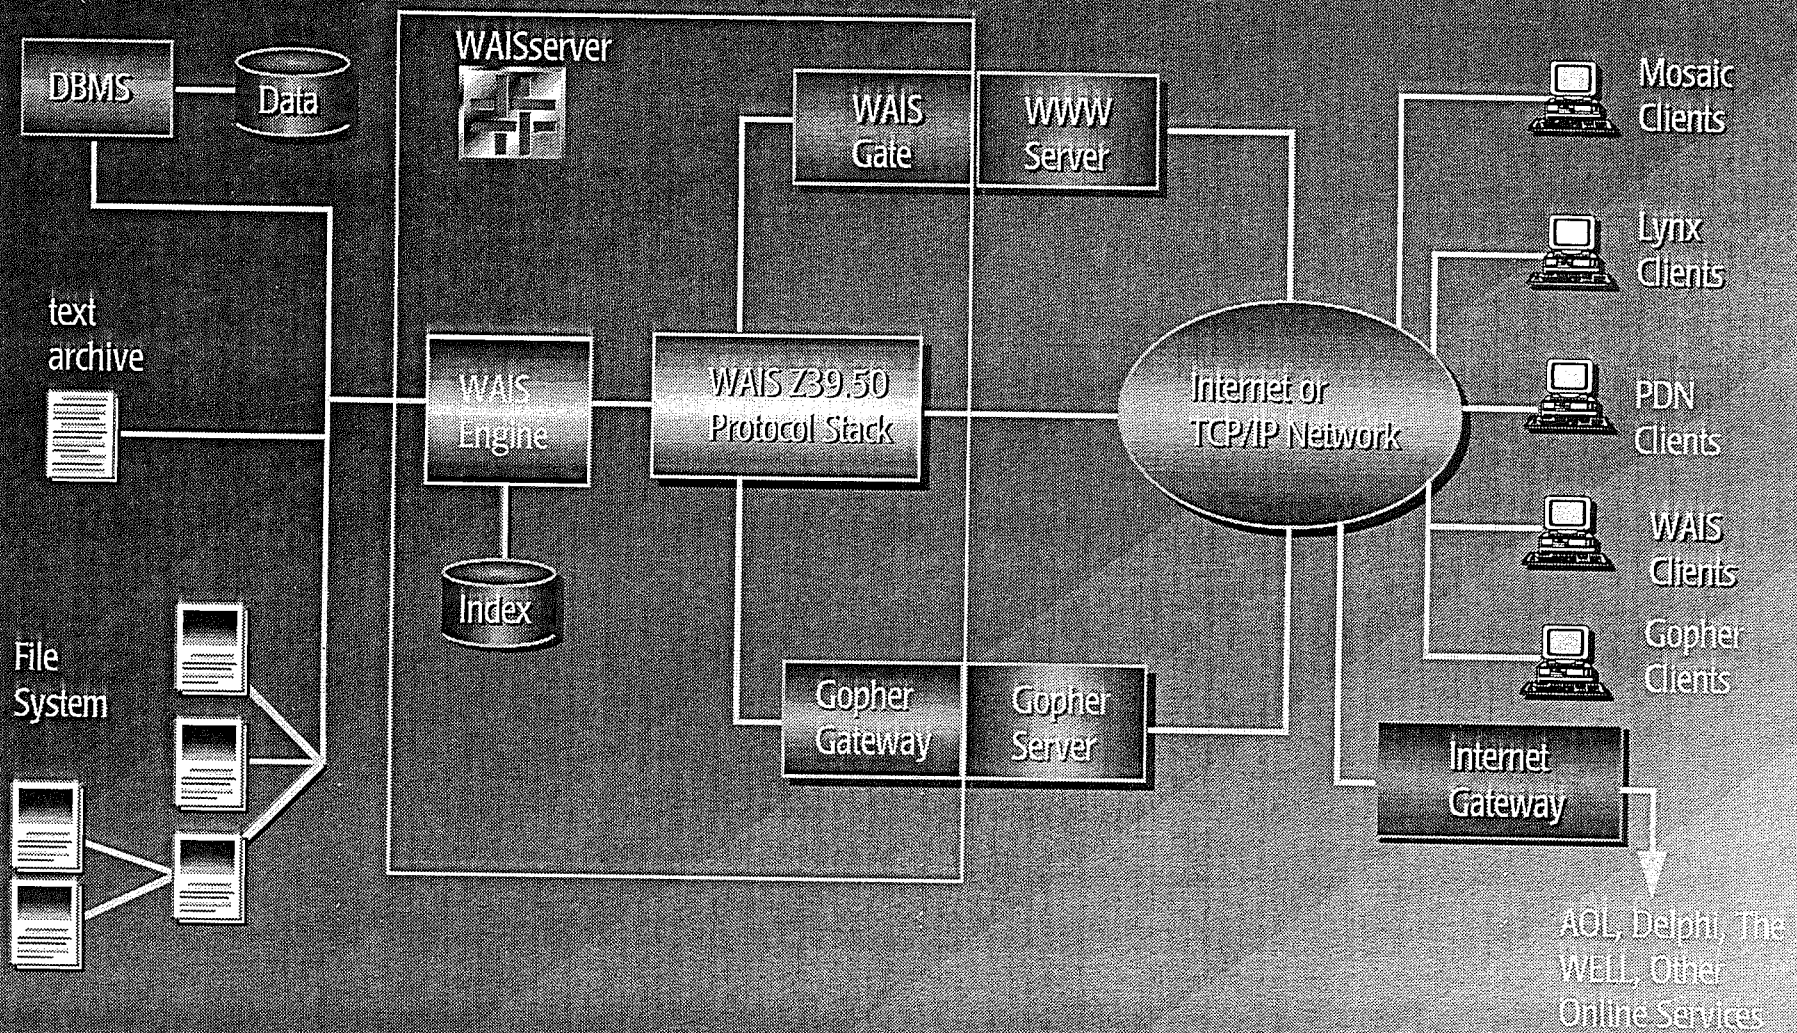 DBMS
Data
text
archive
File
System
WAISserver
WAIS
Engine
Index
WAIS Z39.50
Protocol Stack
WAIS
Gate
WWW
Server
Gopher
Gateway
Gopher
Server
Internet or
TCP/IP Network
Mosaic
Clients
Lynx
Clients
PDN
Clients
WAIS
Clients
Gopher
Clients
Internet
Gateway
AOL, Delphi, The
WELL, Other
Online Services